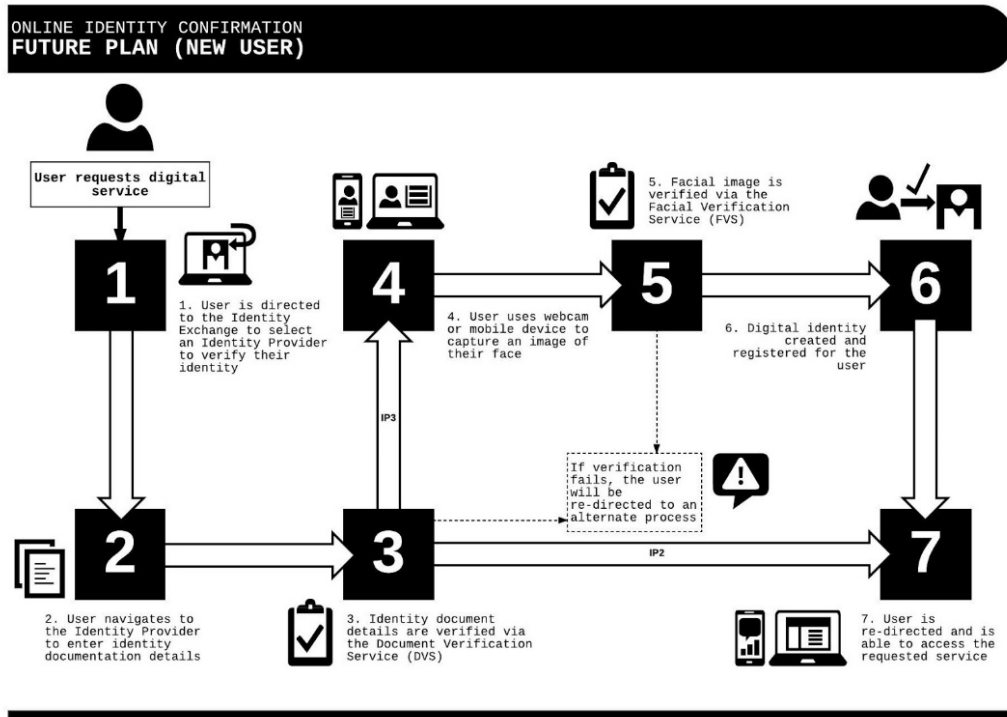 ONLINE IDENTITY CONFIRMATION
FUTURE PLAN (NEW USER)
User requests digital
service
1
1. User is directed
to the Identity
Exchange to select
an Identity Provider
to verify their
identity
2
2. User navigates to
the Identity Provider
to enter identity
documentation details
3
3. Identity document
details are verified via
the Document Verification
Service (DVS)
IP3
IP2
4
4. User uses webcam
or mobile device to
capture an image of
their face
5
5. Facial image is
verified via the
Facial Verification
Service (FVS)
If verification
fails, the user
will be
re-directed to an
alternate process
6
6. Digital identity
created and
registered for the
user
7
7. User is
re-directed and is
able to access the
requested service